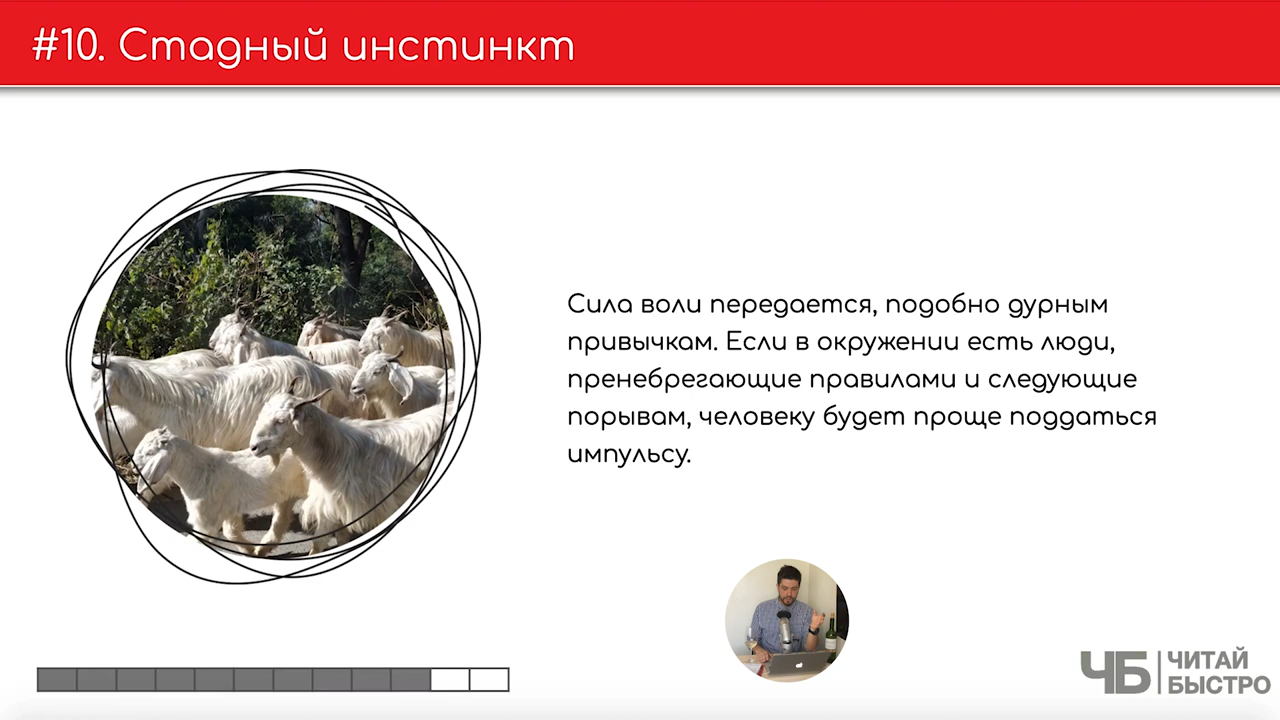 #10. Стадный инстинкт
Сила воли передается, подобно дурным
привычкам. Если в окружении есть люди,
пренебрегающие правилами и следующие
порывам, человеку будет проще поддаться
импульсу.
ЧБ
ЧИТАЙ
БЫСТРО